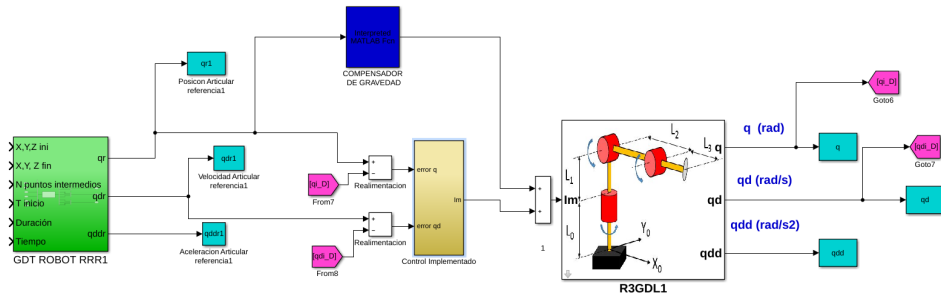 qr1
Posicon Articular
referencia1
COMPENSADOR
DE GRAVEDAD
X,Y,Z ini
X,Y, Z fin
N puntos intermedios
T inicio
Duración
Tiempo
qr
qdr
qddr
GDT ROBOT RRR1
qdr1
Velocidad Articular
referencia1
qddr1
Aceleracion Articular
referencia1
[qi_D]
From7
+
−
Realimentacion
[qdi_D]
From8
+
−
Realimentacion
error q
error qd
Im
Control Implementado
+
+
1
Im
L1
L0
L2
L3
Y0
X0
q
qd
qdd
R3GDL1
q (rad)
qd (rad/s)
qdd (rad/s2)
[qi_D]
Goto6
q
[qdi_D]
Goto7
qd
qdd